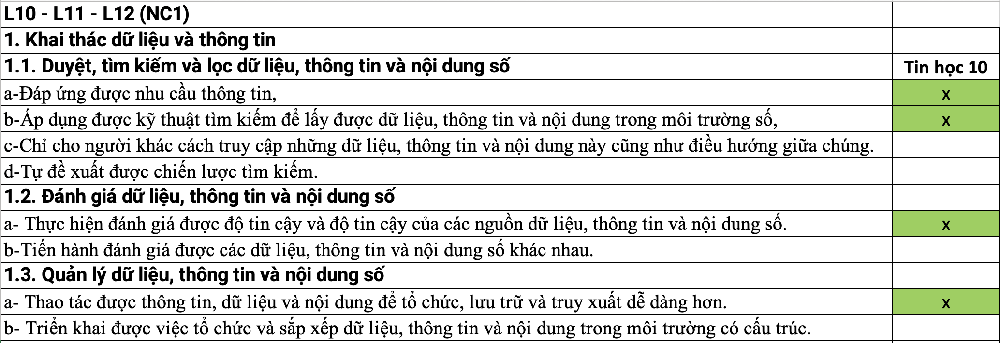 L10 - L11 - L12 (NC1)
1. Khai thác dữ liệu và thông tin
1.1. Duyệt, tìm kiếm và lọc dữ liệu, thông tin và nội dung số Tin học 10
a-Đáp ứng được nhu cầu thông tin, x
b-Áp dụng được kỹ thuật tìm kiếm để lấy được dữ liệu, thông tin và nội dung trong môi trường số, x
c-Chỉ cho người khác cách truy cập những dữ liệu, thông tin và nội dung này cũng như điều hướng giữa chúng.
d-Tự đề xuất được chiến lược tìm kiếm.
1.2. Đánh giá dữ liệu, thông tin và nội dung số
a- Thực hiện đánh giá được độ tin cậy và độ tin cậy của các nguồn dữ liệu, thông tin và nội dung số. x
b-Tiến hành đánh giá được các dữ liệu, thông tin và nội dung số khác nhau.
1.3. Quản lý dữ liệu, thông tin và nội dung số
a- Thao tác được thông tin, dữ liệu và nội dung để tổ chức, lưu trữ và truy xuất dễ dàng hơn. x
b- Triển khai được việc tổ chức và sắp xếp dữ liệu, thông tin và nội dung trong môi trường có cấu trúc.